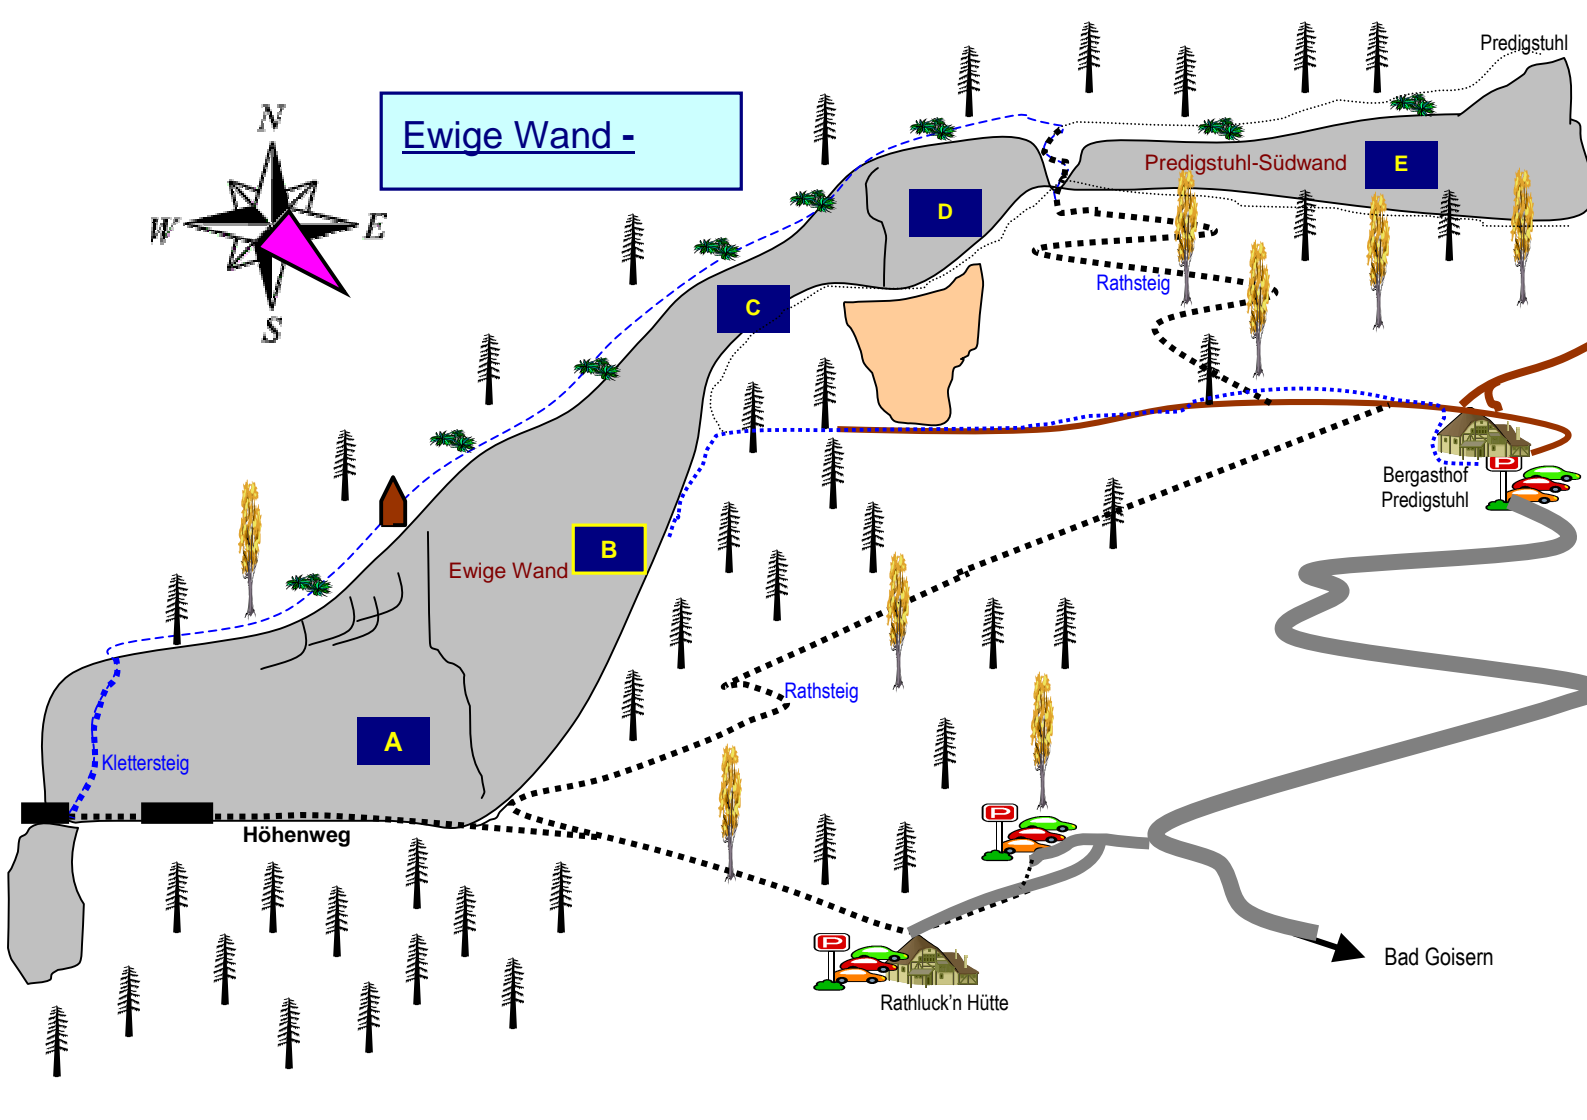 Predigstuhl
N
Ewige Wand -
Predigstuhl-Südwand
E
W
E
D
S
C
Rathsteig
Bergasthof
Predigstuhl
P
B
Ewige Wand
Rathsteig
A
Klettersteig
Höhenweg
P
P
Bad Goisern
Rathluck'n Hütte